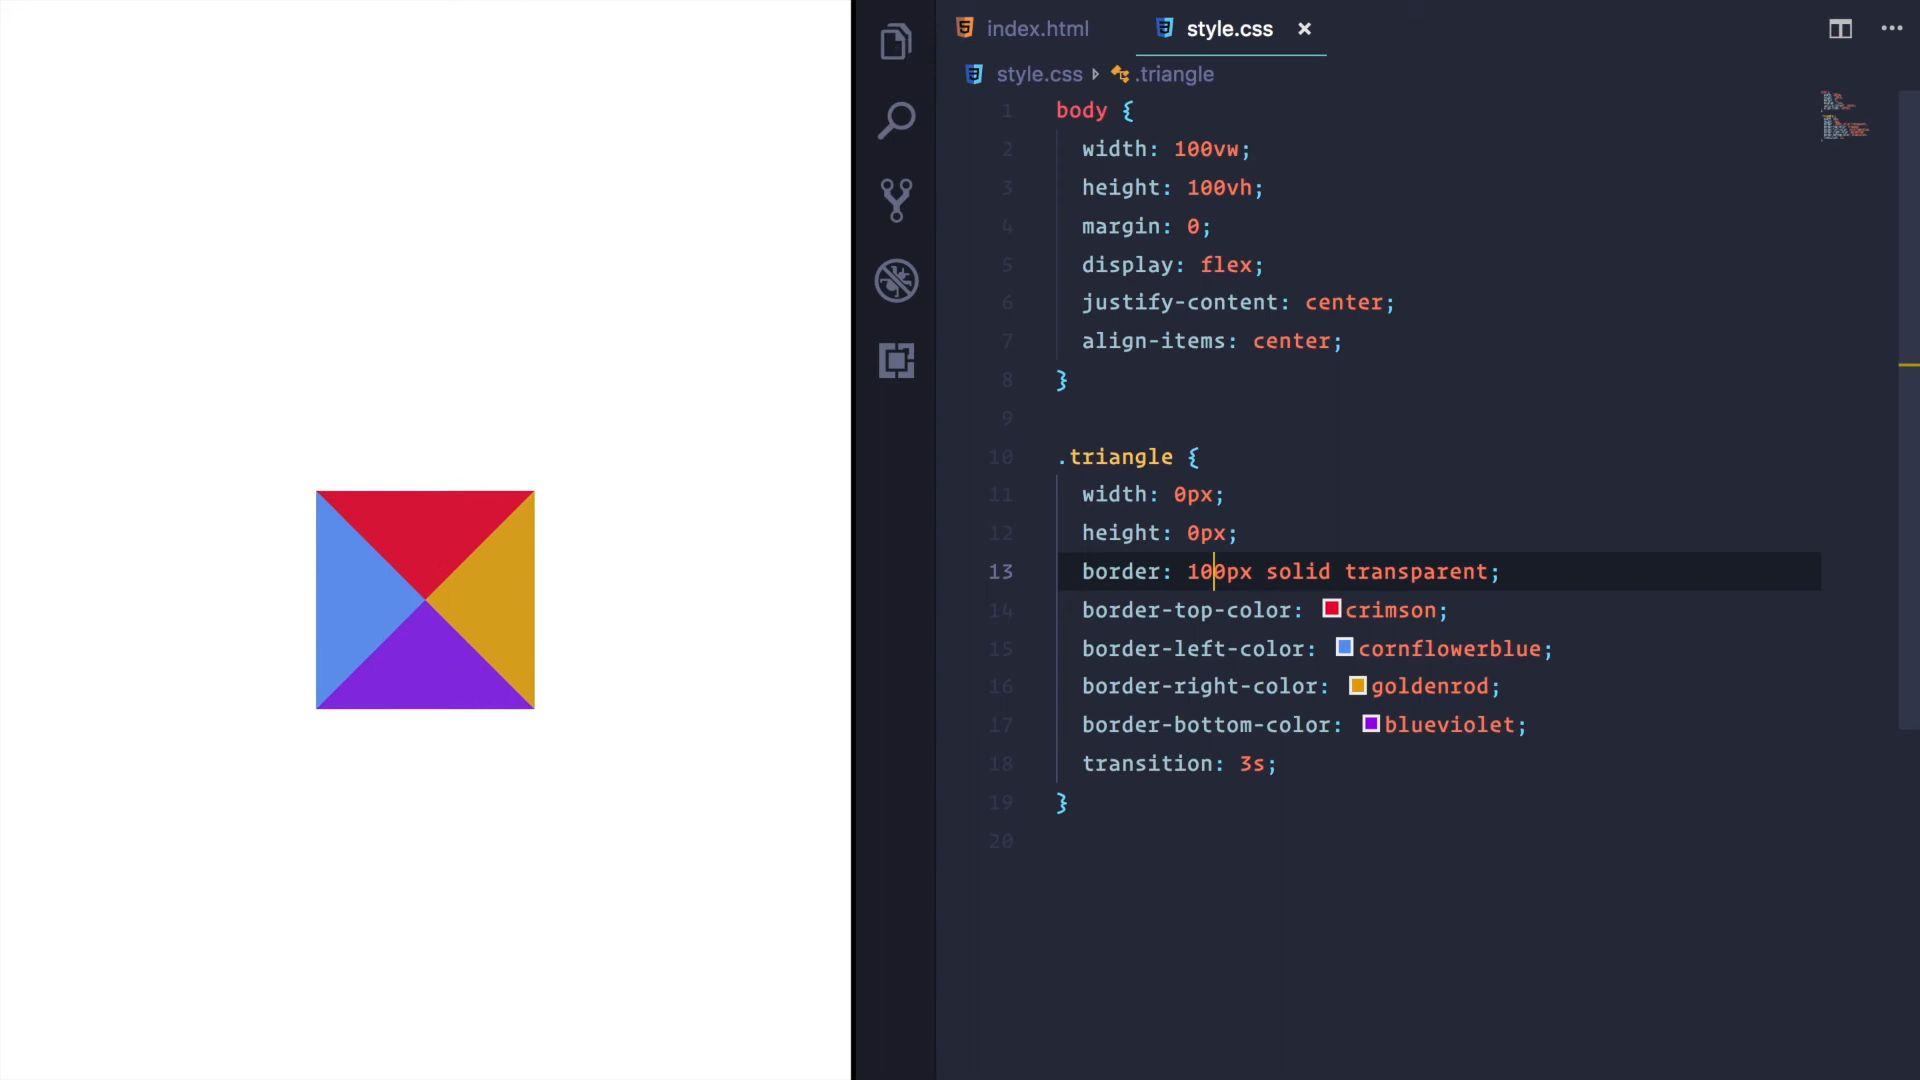 index.html
style.css ×
style.css .triangle
1 body {
2 width: 100vw;
3 height: 100vh;
4 margin: 0;
5 display: flex;
6 justify-content: center;
7 align-items: center;
8 }
9
10 .triangle {
11 width: 0px;
12 height: 0px;
13 border: 100px solid transparent;
14 border-top-color: crimson;
15 border-left-color: cornflowerblue;
16 border-right-color: goldenrod;
17 border-bottom-color: blueviolet;
18 transition: 3s;
19 }
20